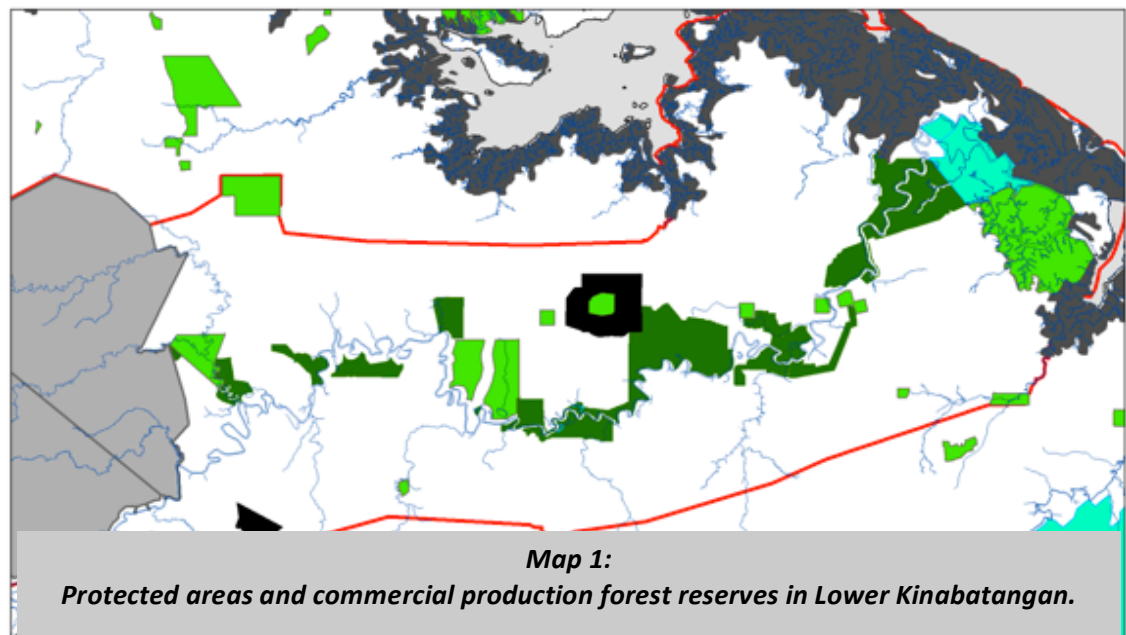 Map 1:
Protected areas and commercial production forest reserves in Lower Kinabatangan.